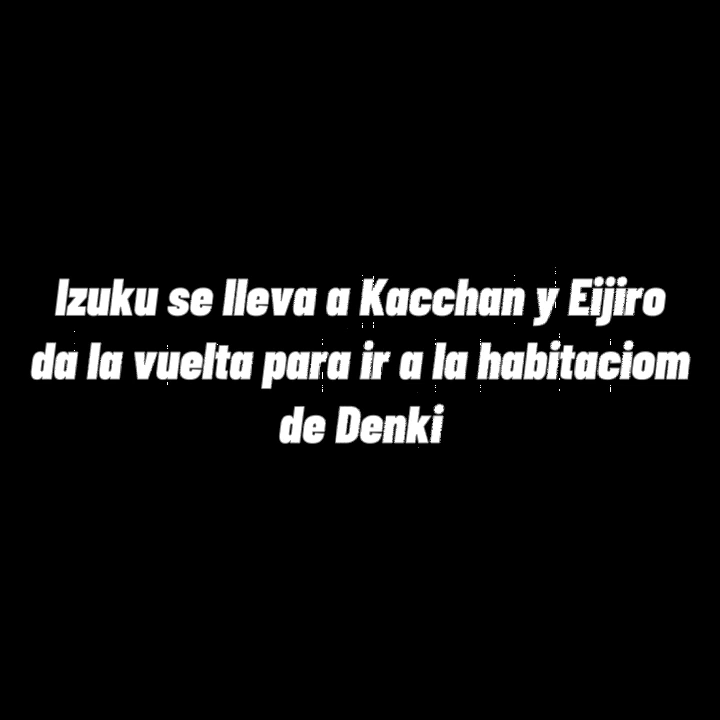 Izuku se lleva a Kacchan y Eijiro
da la vuelta para ir a la habitaciom
de Denki